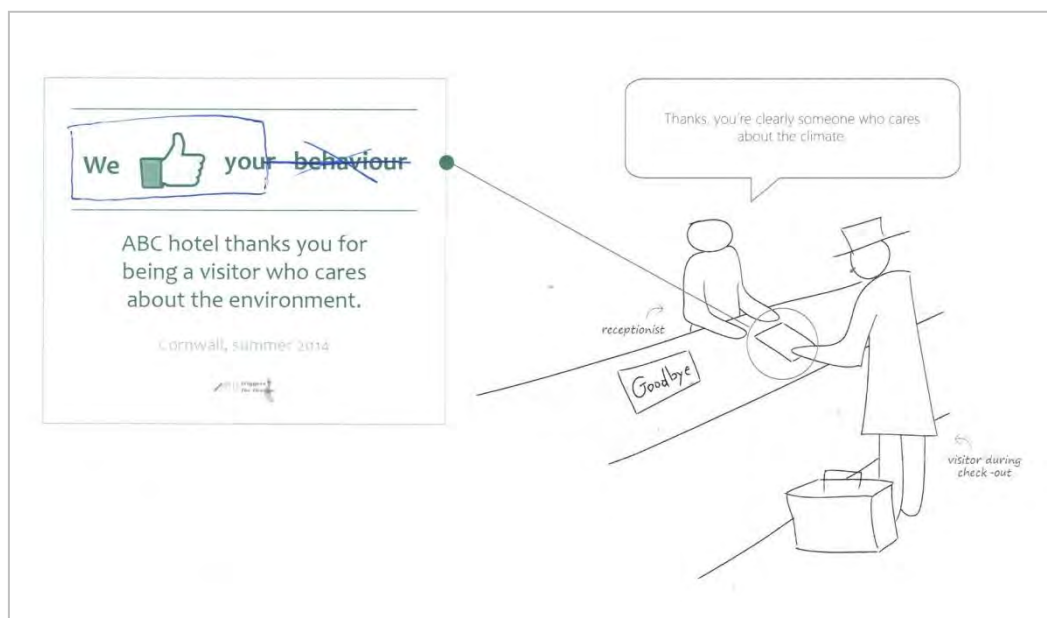 We your behaviour
ABC hotel thanks you for
being a visitor who cares
about the environment.
Cornwall, summer 2014
Thanks, you're clearly someone who cares
about the climate.
receptionist
Goodbye
visitor during
check-out